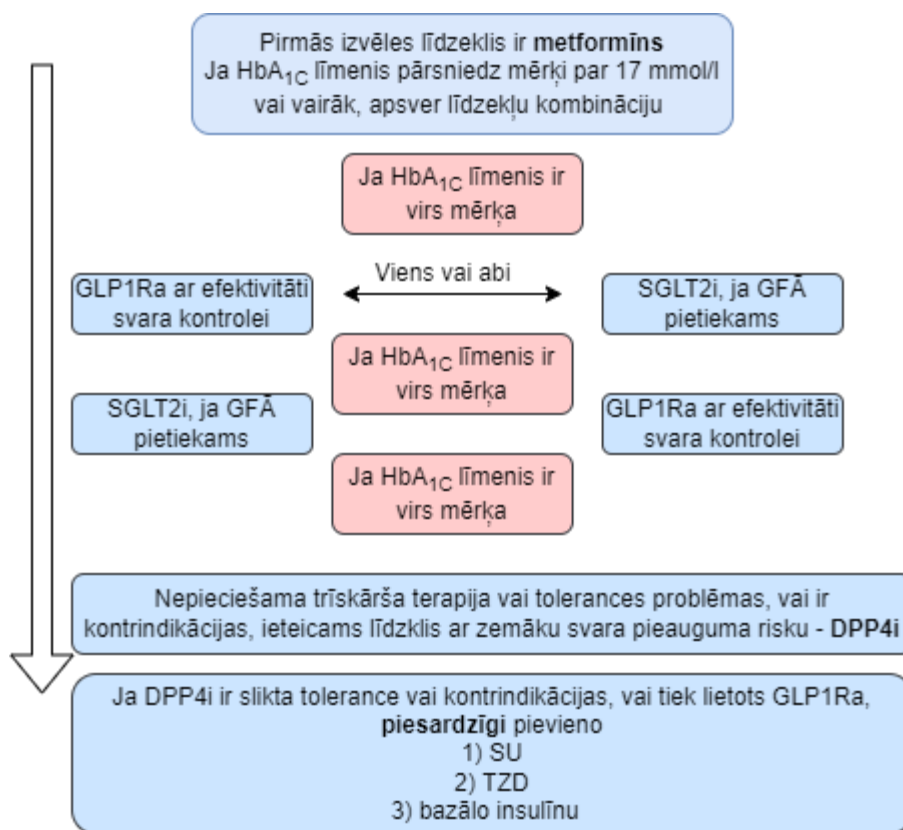 Pirmās izvēles līdzeklis ir metformīns
Ja HbA1C līmenis pārsniedz mērķi par 17 mmol/l
vai vairāk, apsver līdzekļu kombināciju
Ja HbA1C līmenis ir
virs mērķa
GLP1Ra ar efektivitāti
svara kontrolei
Viens vai abi
SGLT2i, ja GFĀ
pietiekams
Ja HbA1C līmenis ir
virs mērķa
SGLT2i, ja GFĀ
pietiekams
GLP1Ra ar efektivitāti
svara kontrolei
Ja HbA1C līmenis ir
virs mērķa
Nepieciešama trīskārša terapija vai tolerances problēmas, vai ir
kontrindikācijas, ieteicams līdzklis ar zemāku svara pieauguma risku - DPP4i
Ja DPP4i ir slikta tolerance vai kontrindikācijas, vai tiek lietots GLP1Ra,
piesardzīgi pievieno
1) SU
2) TZD
3) bazālo insulīnu